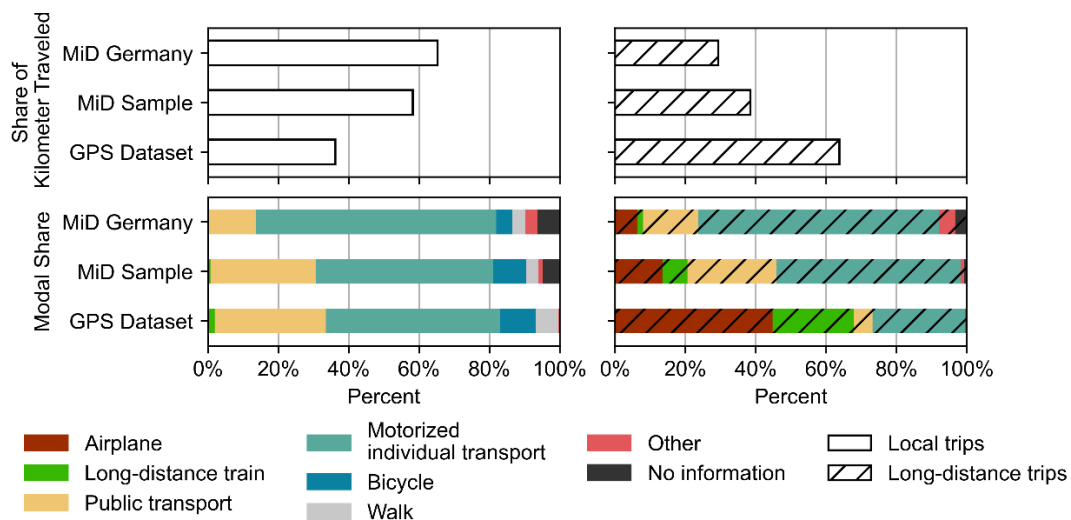 Share of
Kilometer Traveled
MiD Germany
MiD Sample
GPS Dataset
Modal Share
MiD Germany
MiD Sample
GPS Dataset
0% 20% 40% 60% 80% 100%
Percent
0% 20% 40% 60% 80% 100%
Percent
Airplane
Long-distance train
Public transport
Motorized
individual transport
Bicycle
Walk
Other
No information
Local trips
Long-distance trips